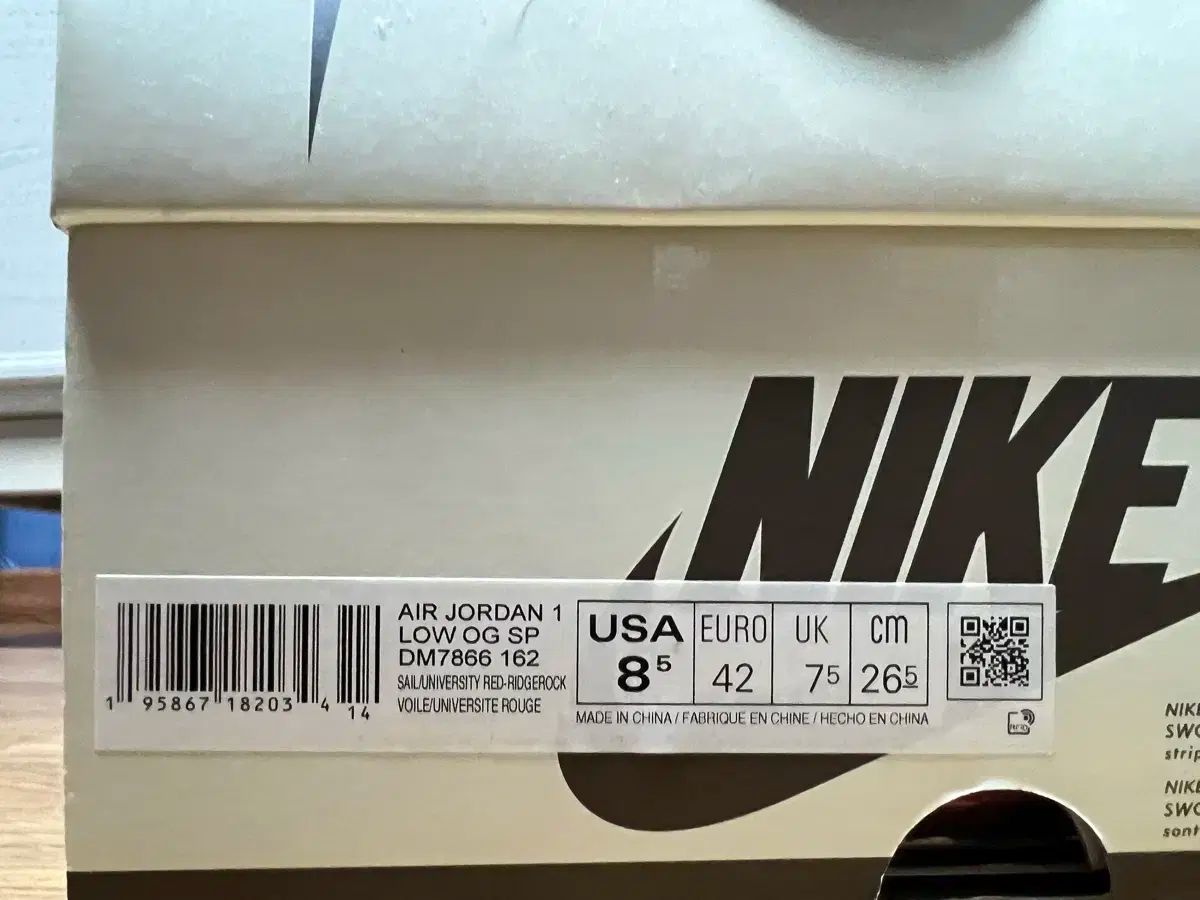 NIKE
AIR JORDAN 1
LOW OG SP
DM7866 162
SAIL/UNIVERSITY RED-RIDGEROCK
VOILE/UNIVERSITE ROUGE
1 95867 18203 4 14
USA EURO UK cm
8⁵ 42 7⁵ 26⁵
MADE IN CHINA / FABRIQUE EN CHINE / HECHO EN CHINA
NIKE